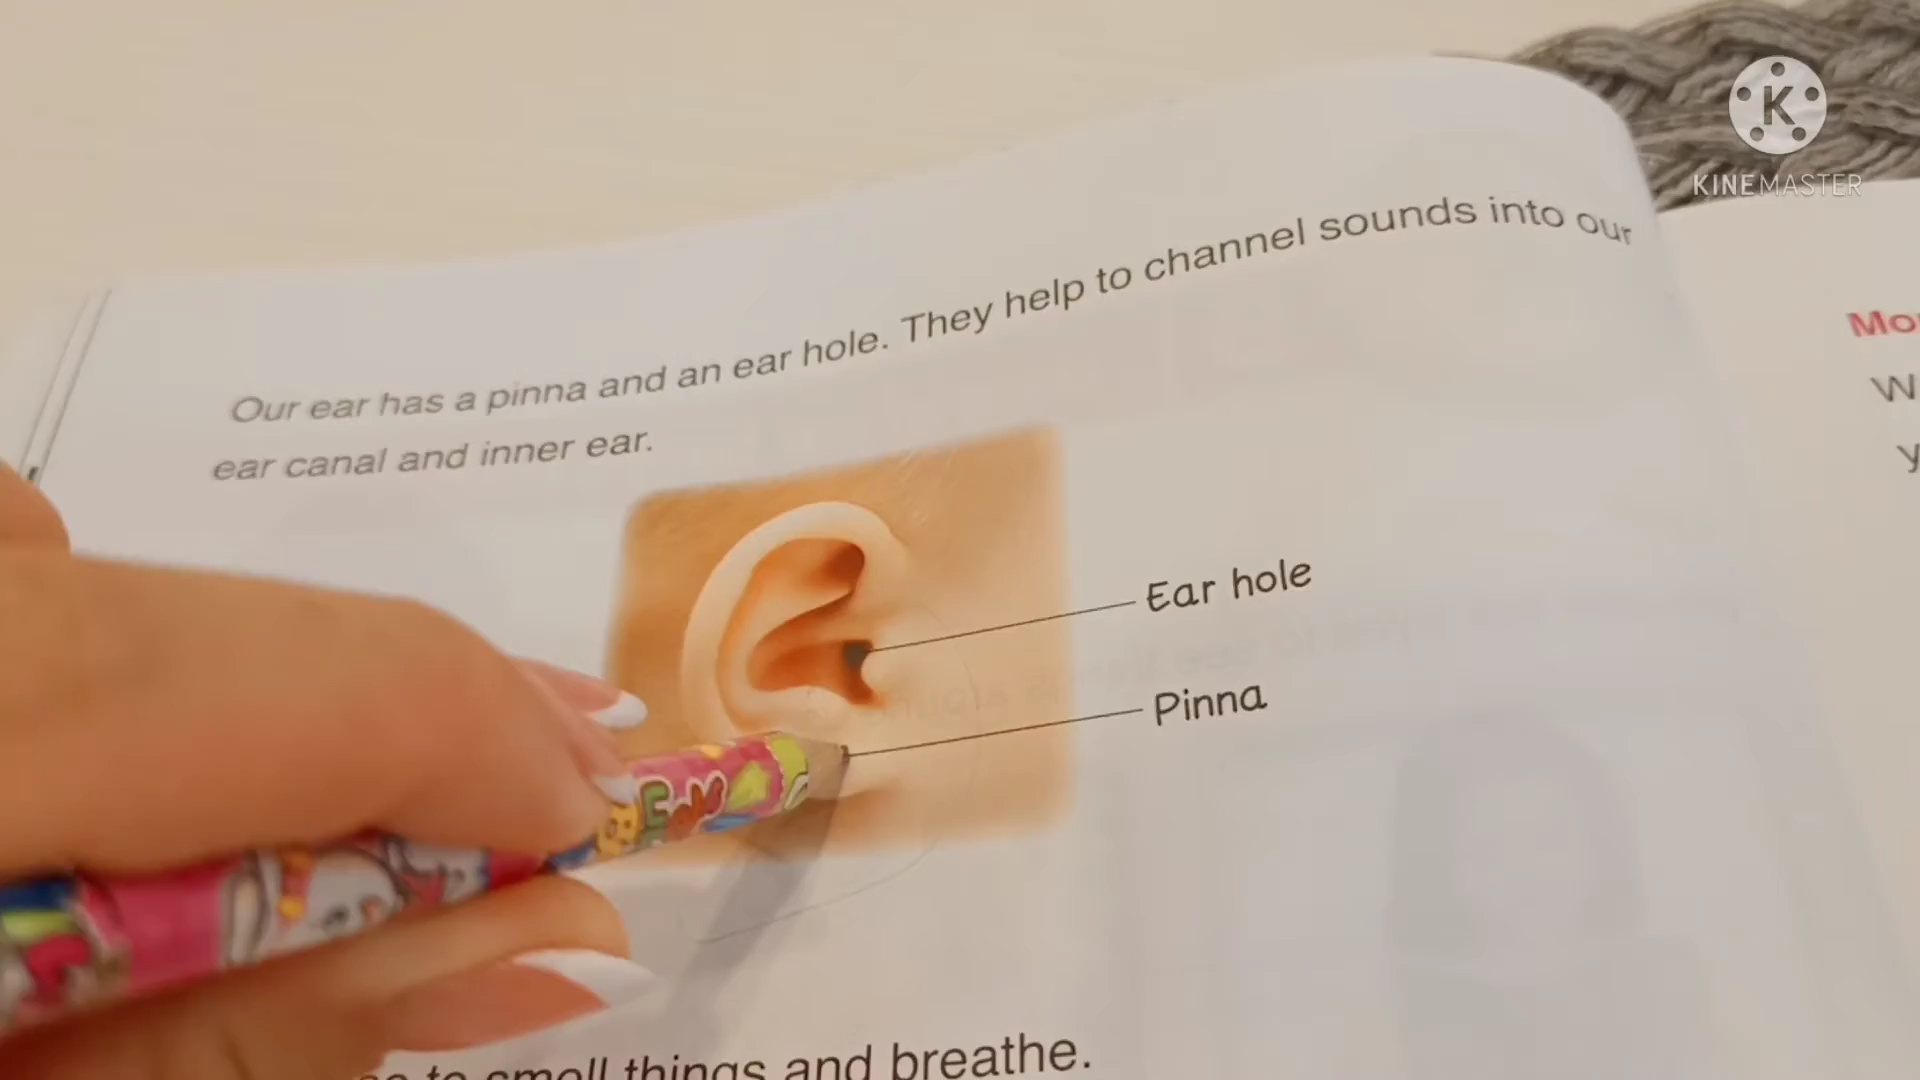 KINEMASTER
Our ear has a pinna and an ear hole. They help to channel sounds into our
ear canal and inner ear.
Ear hole
Pinna
to smell things and breathe.